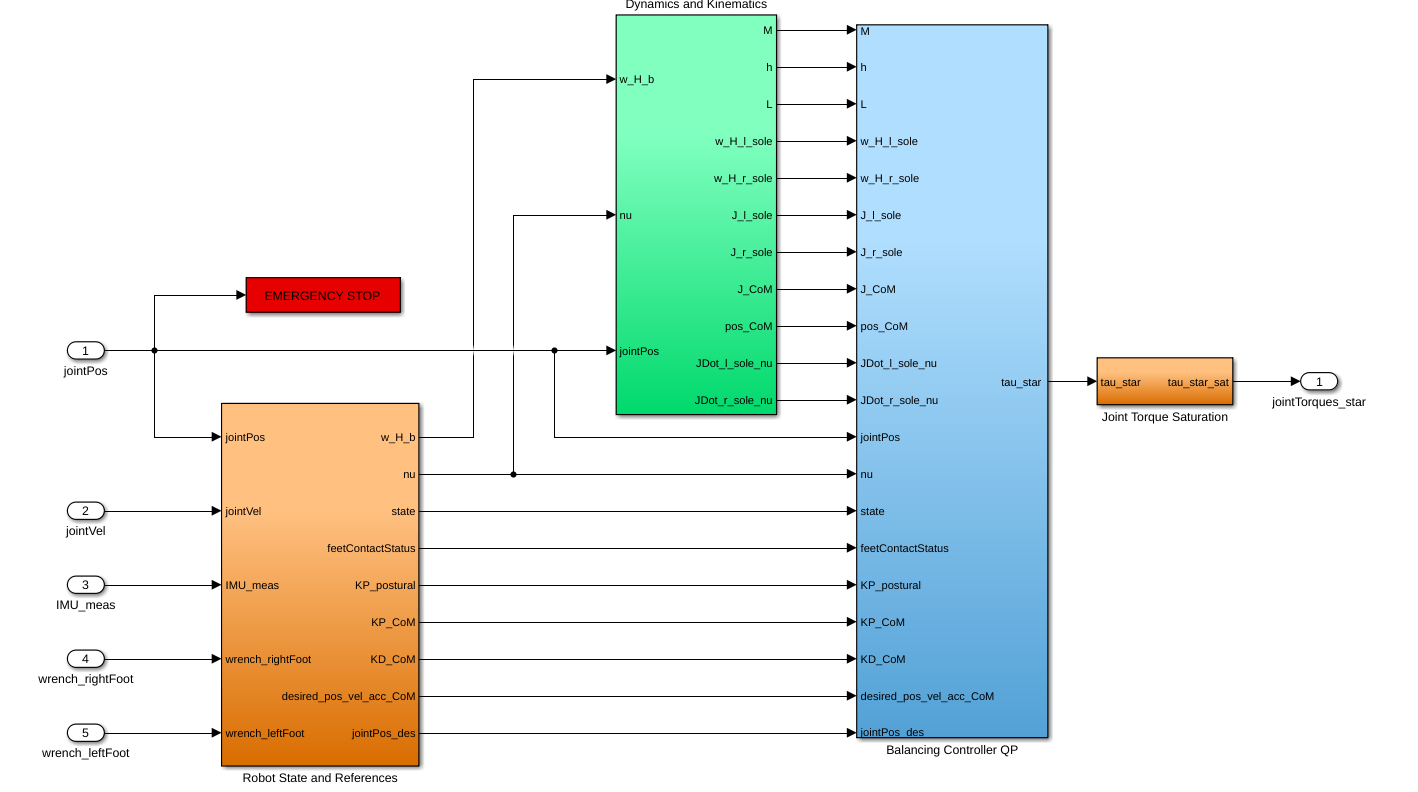 Dynamics and Kinematics
w_H_b
nu
jointPos
M
h
L
w_H_l_sole
w_H_r_sole
J_l_sole
J_r_sole
J_CoM
pos_CoM
JDot_l_sole_nu
JDot_r_sole_nu
M
h
L
w_H_l_sole
w_H_r_sole
J_l_sole
J_r_sole
J_CoM
pos_CoM
JDot_l_sole_nu
JDot_r_sole_nu
jointPos
nu
state
feetContactStatus
KP_postural
KP_CoM
KD_CoM
desired_pos_vel_acc_CoM
jointPos_des
tau_star
Balancing Controller QP
tau_star
tau_star_sat
Joint Torque Saturation
1
jointTorques_star
EMERGENCY STOP
1
jointPos
2
jointVel
3
IMU_meas
4
wrench_rightFoot
5
wrench_leftFoot
jointPos
jointVel
IMU_meas
wrench_rightFoot
wrench_leftFoot
w_H_b
nu
state
feetContactStatus
KP_postural
KP_CoM
KD_CoM
desired_pos_vel_acc_CoM
jointPos_des
Robot State and References